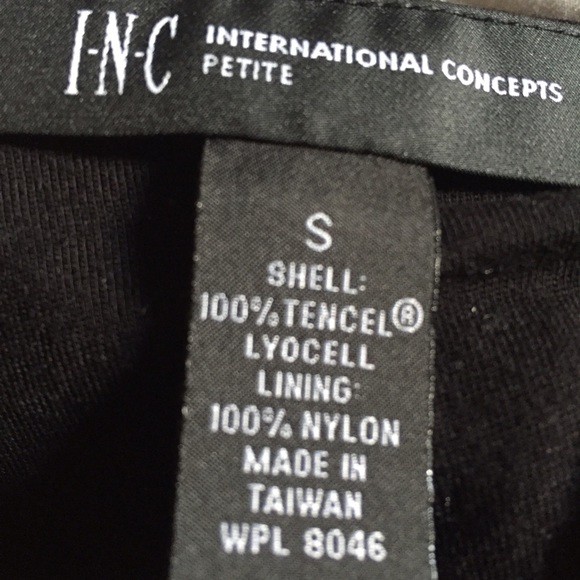 I-N-C INTERNATIONAL CONCEPTS
PETITE
S
SHELL:
100% TENCEL®
LYOCELL
LINING:
100% NYLON
MADE IN
TAIWAN
WPL 8046